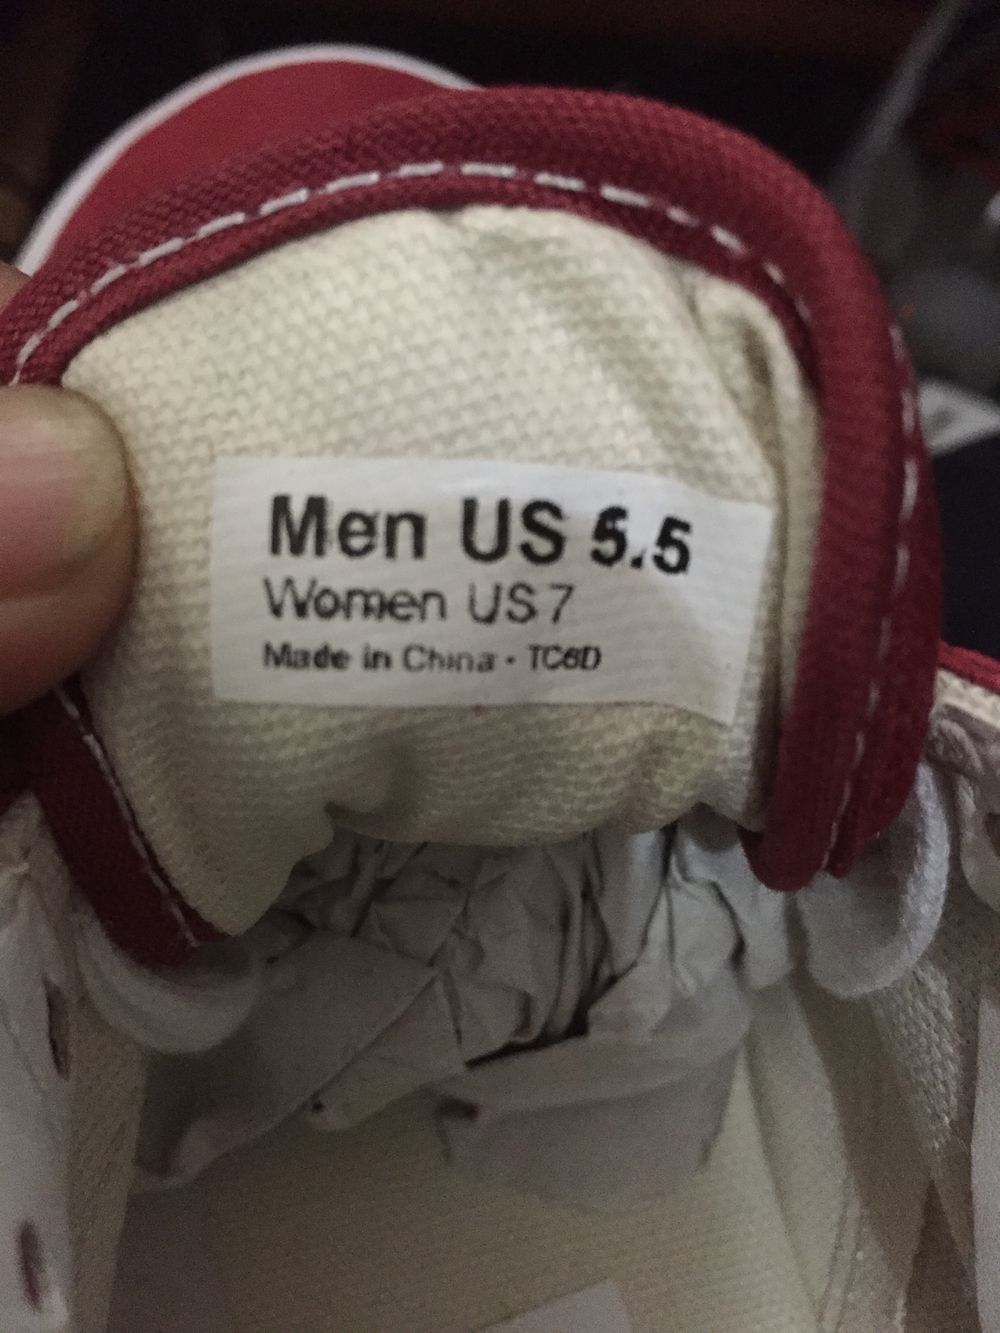 Men US 5.5
Women US 7
Made in China • TC6D